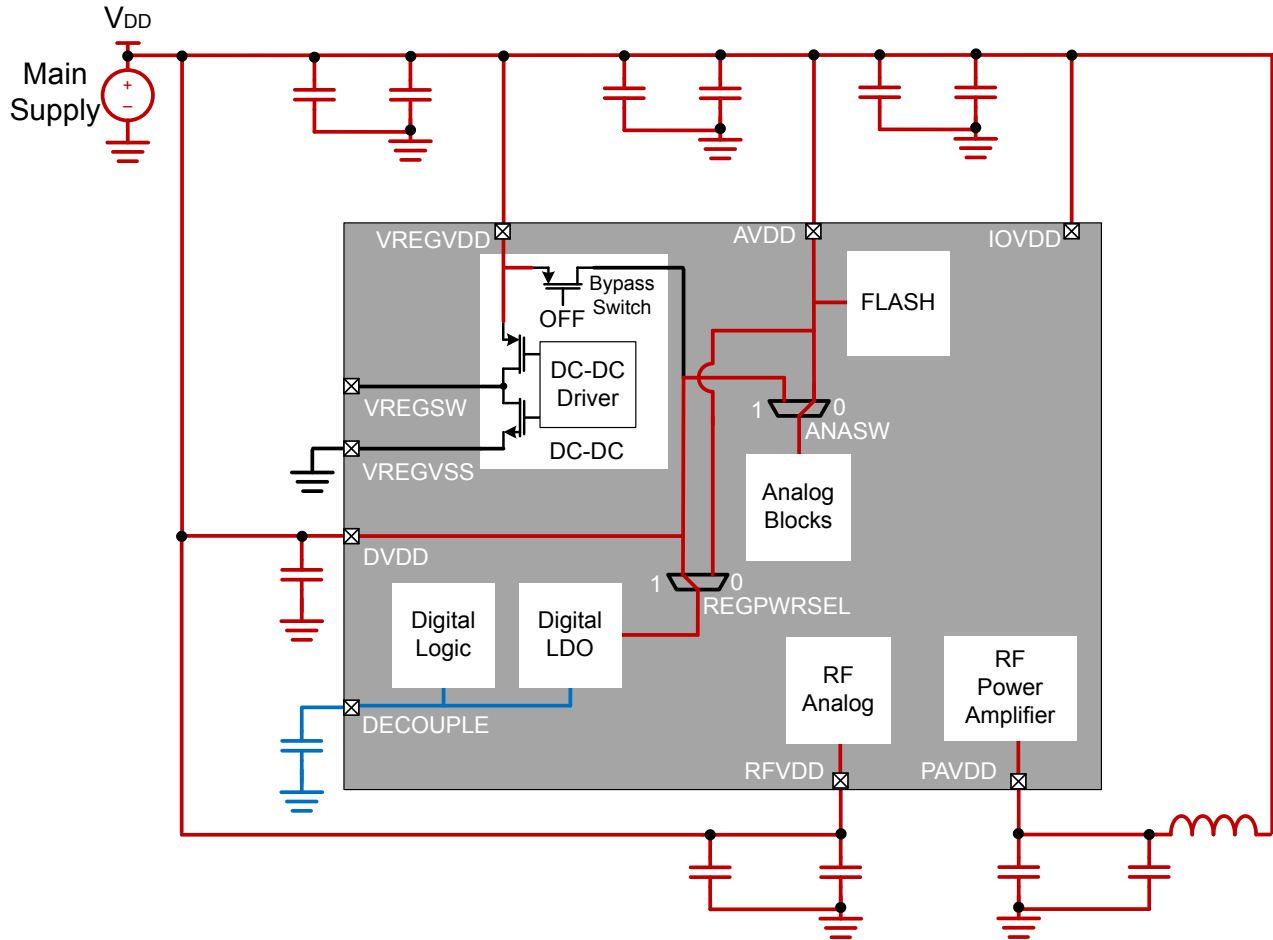 VDD
Main
Supply
+
–
VREGVDD
AVDD
IOVDD
Bypass
Switch
OFF
FLASH
DC-DC
Driver
VREGSW
1
0
ANASW
DC-DC
VREGVSS
Analog
Blocks
DVDD
1
0
REGPWRSEL
Digital
Logic
Digital
LDO
RF
Analog
RF
Power
Amplifier
DECOUPLE
RFVDD
PAVDD